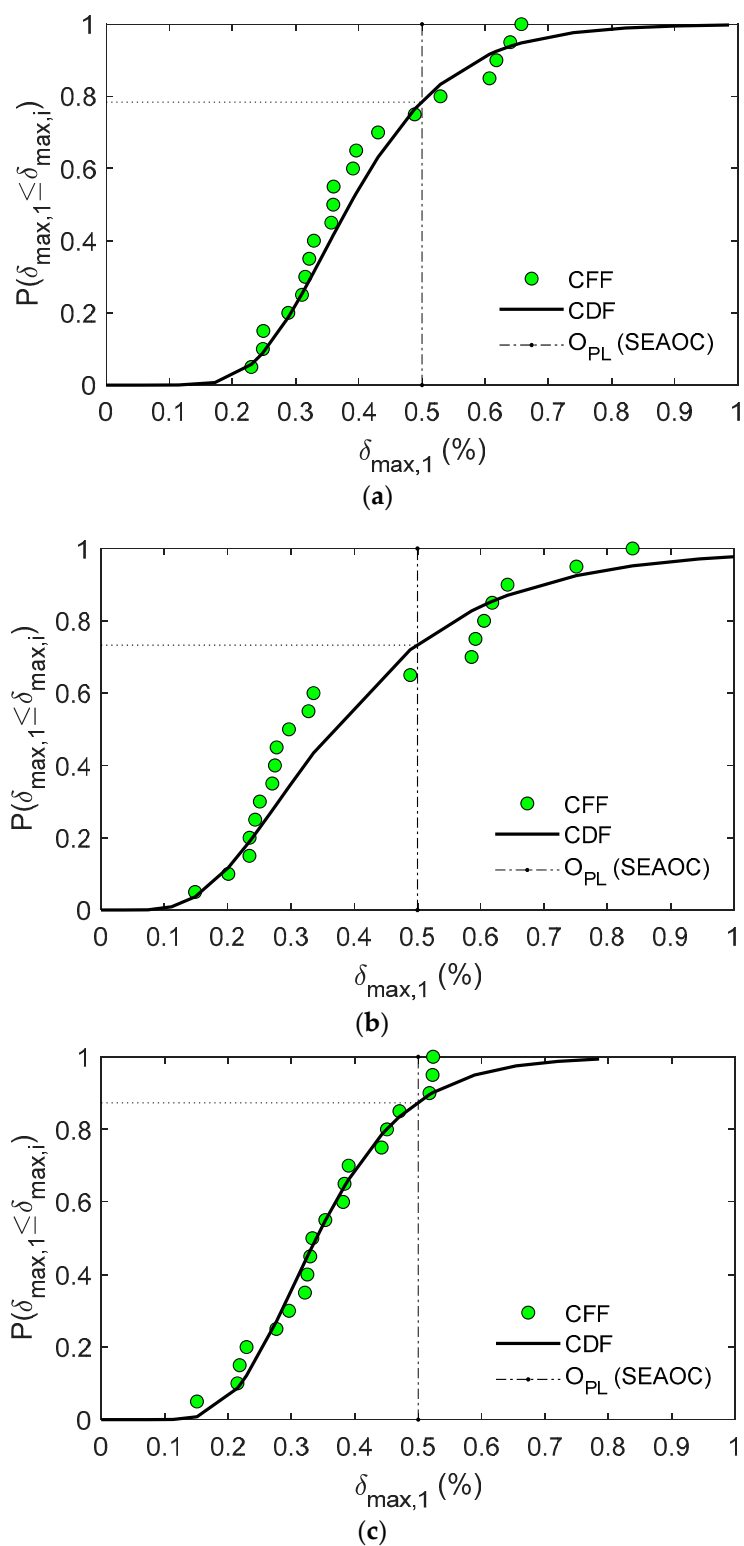 1
0.8
0.6
0.4
0.2
0
P(δmax,1≤δmax,i)
CFF
CDF
OPL (SEAOC)
0 0.1 0.2 0.3 0.4 0.5 0.6 0.7 0.8 0.9 1
δmax,1 (%)
(a)
1
0.8
0.6
0.4
0.2
0
P(δmax,1≤δmax,i)
CFF
CDF
OPL (SEAOC)
0 0.1 0.2 0.3 0.4 0.5 0.6 0.7 0.8 0.9 1
δmax,1 (%)
(b)
1
0.8
0.6
0.4
0.2
0
P(δmax,1≤δmax,i)
CFF
CDF
OPL (SEAOC)
0 0.1 0.2 0.3 0.4 0.5 0.6 0.7 0.8 0.9 1
δmax,1 (%)
(c)